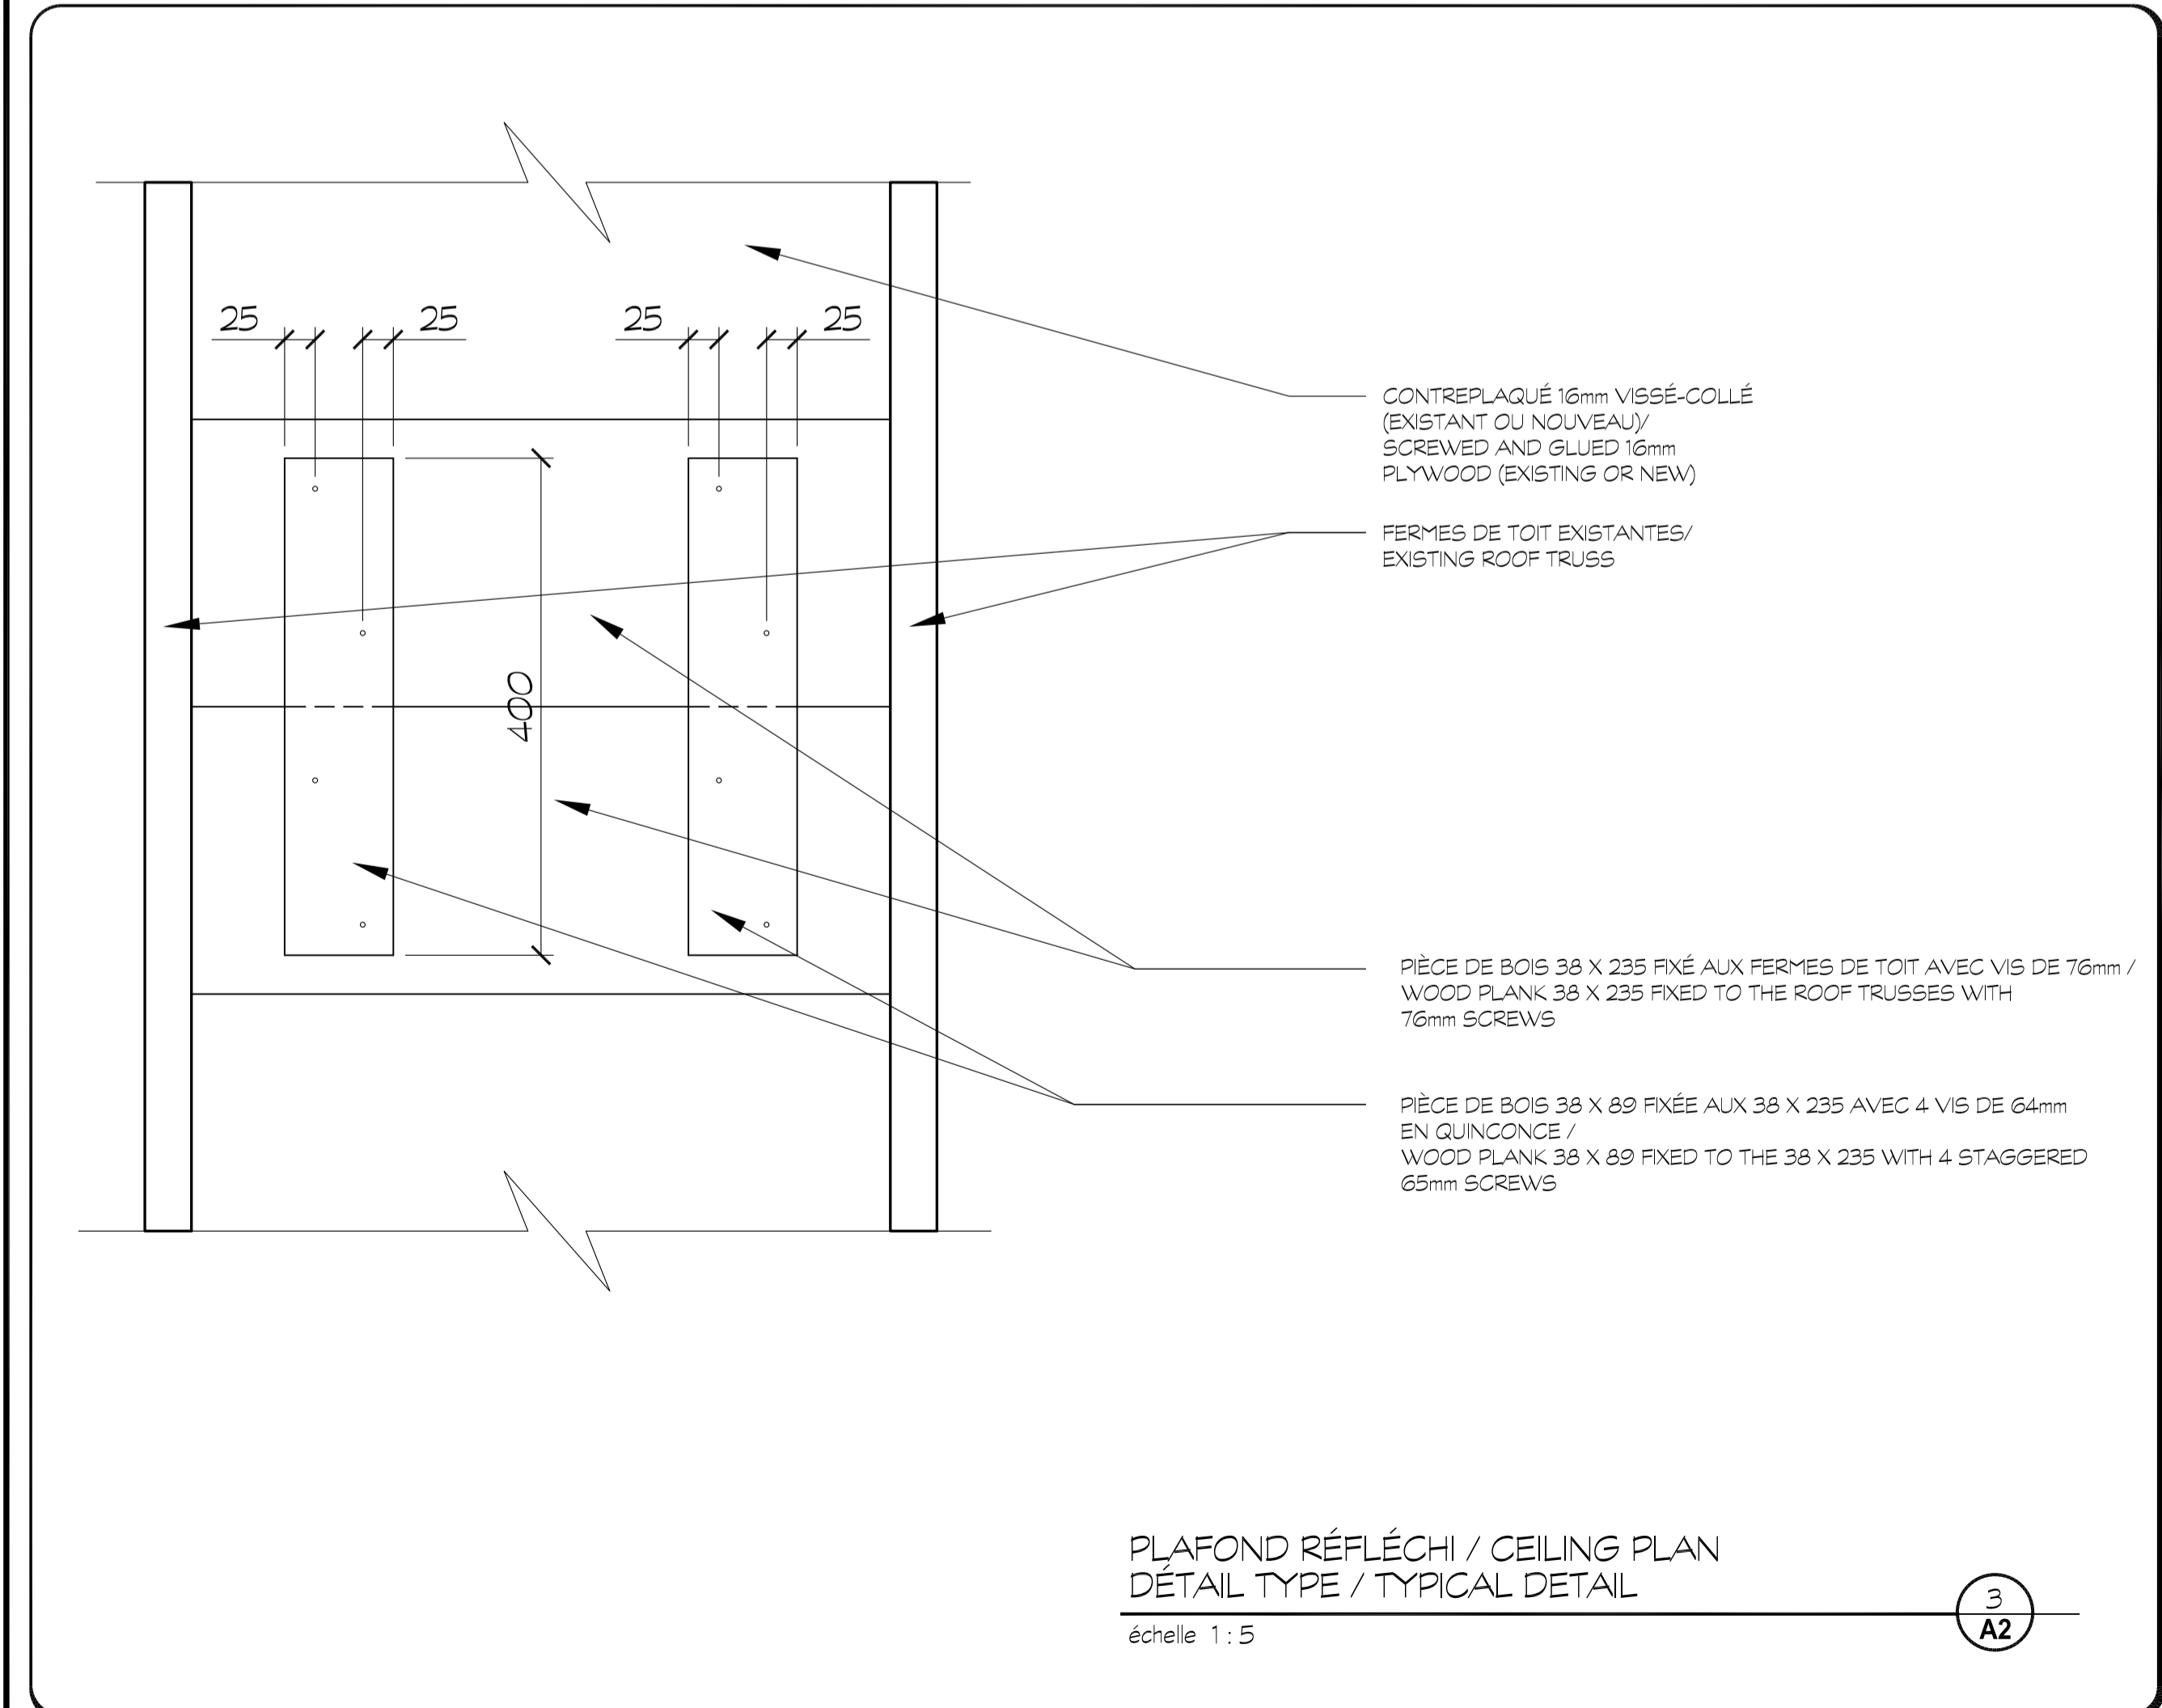 25
25
25
25
400
CONTREPLAQUÉ 16mm VISSÉ-COLLÉ
(EXISTANT OU NOUVEAU)/
SCREWED AND GLUED 16mm
PLYWOOD (EXISTING OR NEW)
FERMES DE TOIT EXISTANTES/
EXISTING ROOF TRUSS
PIÈCE DE BOIS 38 X 235 FIXÉ AUX FERMES DE TOIT AVEC VIS DE 76mm /
WOOD PLANK 38 X 235 FIXED TO THE ROOF TRUSSES WITH
76mm SCREWS
PIÈCE DE BOIS 38 X 89 FIXÉE AUX 38 X 235 AVEC 4 VIS DE 64mm
EN QUINCONCE /
WOOD PLANK 38 X 89 FIXED TO THE 38 X 235 WITH 4 STAGGERED
65mm SCREWS
PLAFOND RÉFLÉCHI / CEILING PLAN
DÉTAIL TYPE / TYPICAL DETAIL
échelle 1 : 5
3
A2